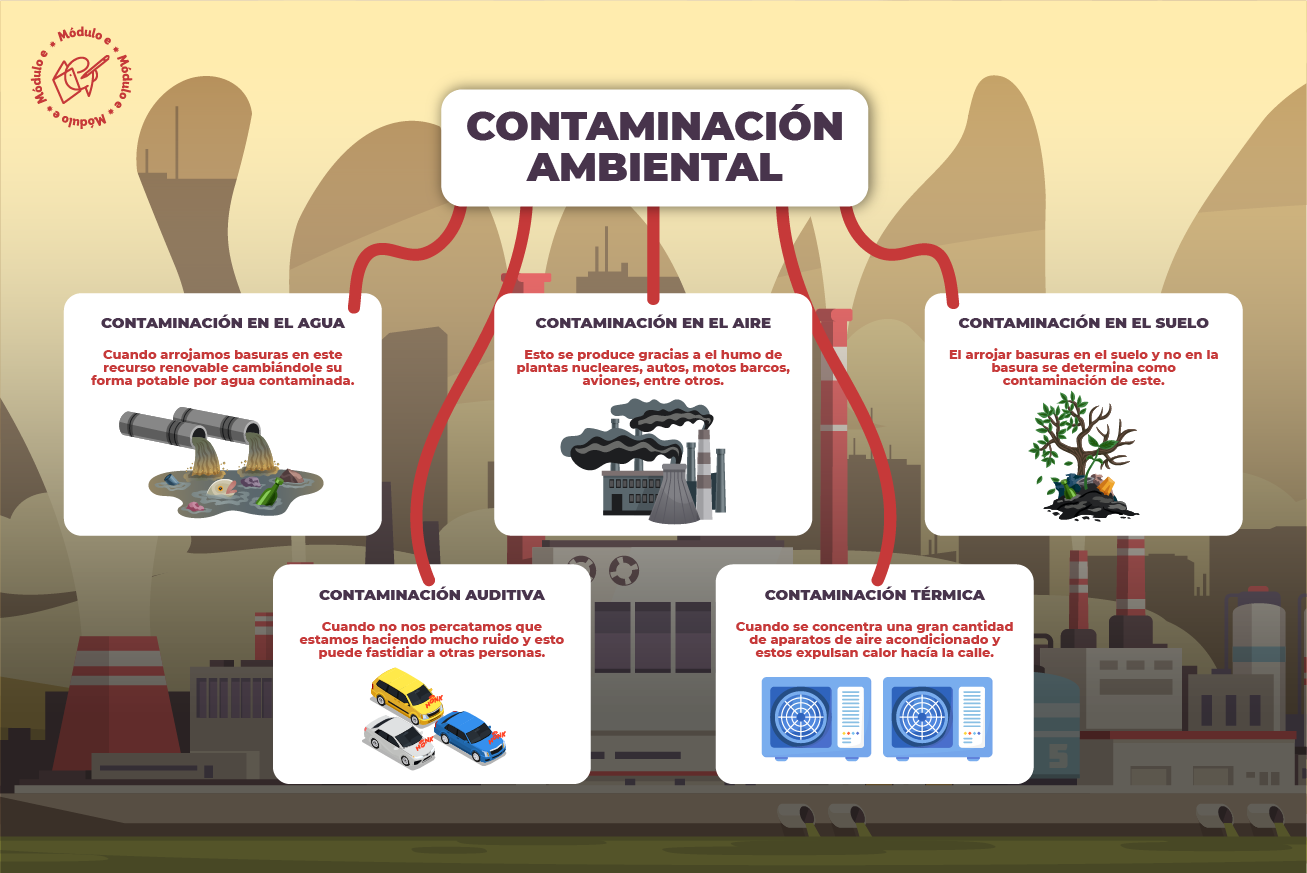 Módulo e * Módulo e * Módulo e * Módulo e *
CONTAMINACIÓN
AMBIENTAL
CONTAMINACIÓN EN EL AGUA
Cuando arrojamos basuras en este
recurso renovable cambiándole su
forma potable por agua contaminada.
CONTAMINACIÓN EN EL AIRE
Esto se produce gracias a el humo de
plantas nucleares, autos, motos barcos,
aviones, entre otros.
CONTAMINACIÓN EN EL SUELO
El arrojar basuras en el suelo y no en la
basura se determina como
contaminación de este.
CONTAMINACIÓN AUDITIVA
Cuando no nos percatamos que
estamos haciendo mucho ruido y esto
puede fastidiar a otras personas.
HONK
HONK
HONK
CONTAMINACIÓN TÉRMICA
Cuando se concentra una gran cantidad
de aparatos de aire acondicionado y
estos expulsan calor hacía la calle.
5